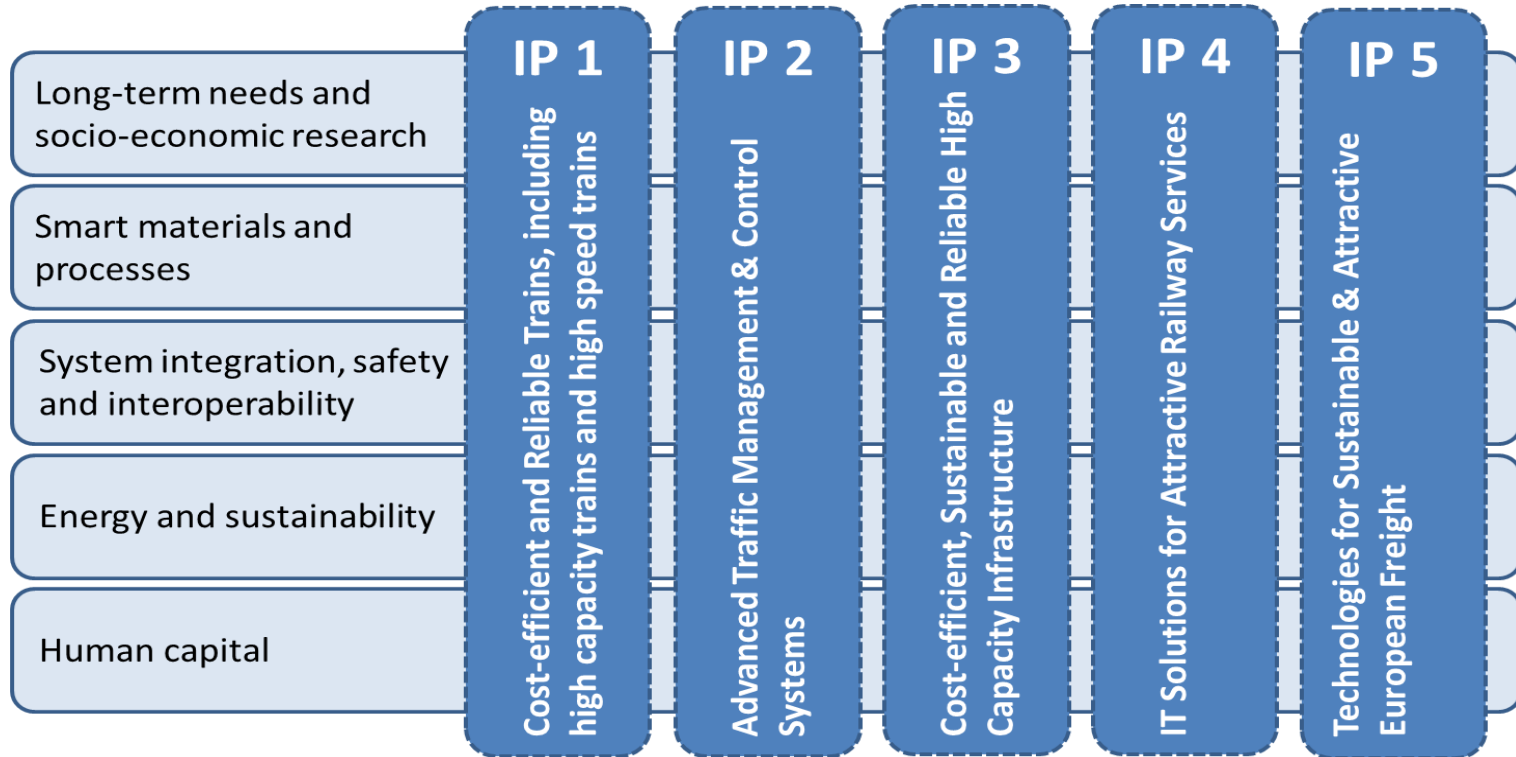 Long-term needs and
socio-economic research
Smart materials and
processes
System integration, safety
and interoperability
Energy and sustainability
Human capital
IP 1
Cost-efficient and Reliable Trains, including
high capacity trains and high speed trains
IP 2
Advanced Traffic Management & Control
Systems
IP 3
Cost-efficient, Sustainable and Reliable High
Capacity Infrastructure
IP 4
IT Solutions for Attractive Railway Services
IP 5
Technologies for Sustainable & Attractive
European Freight